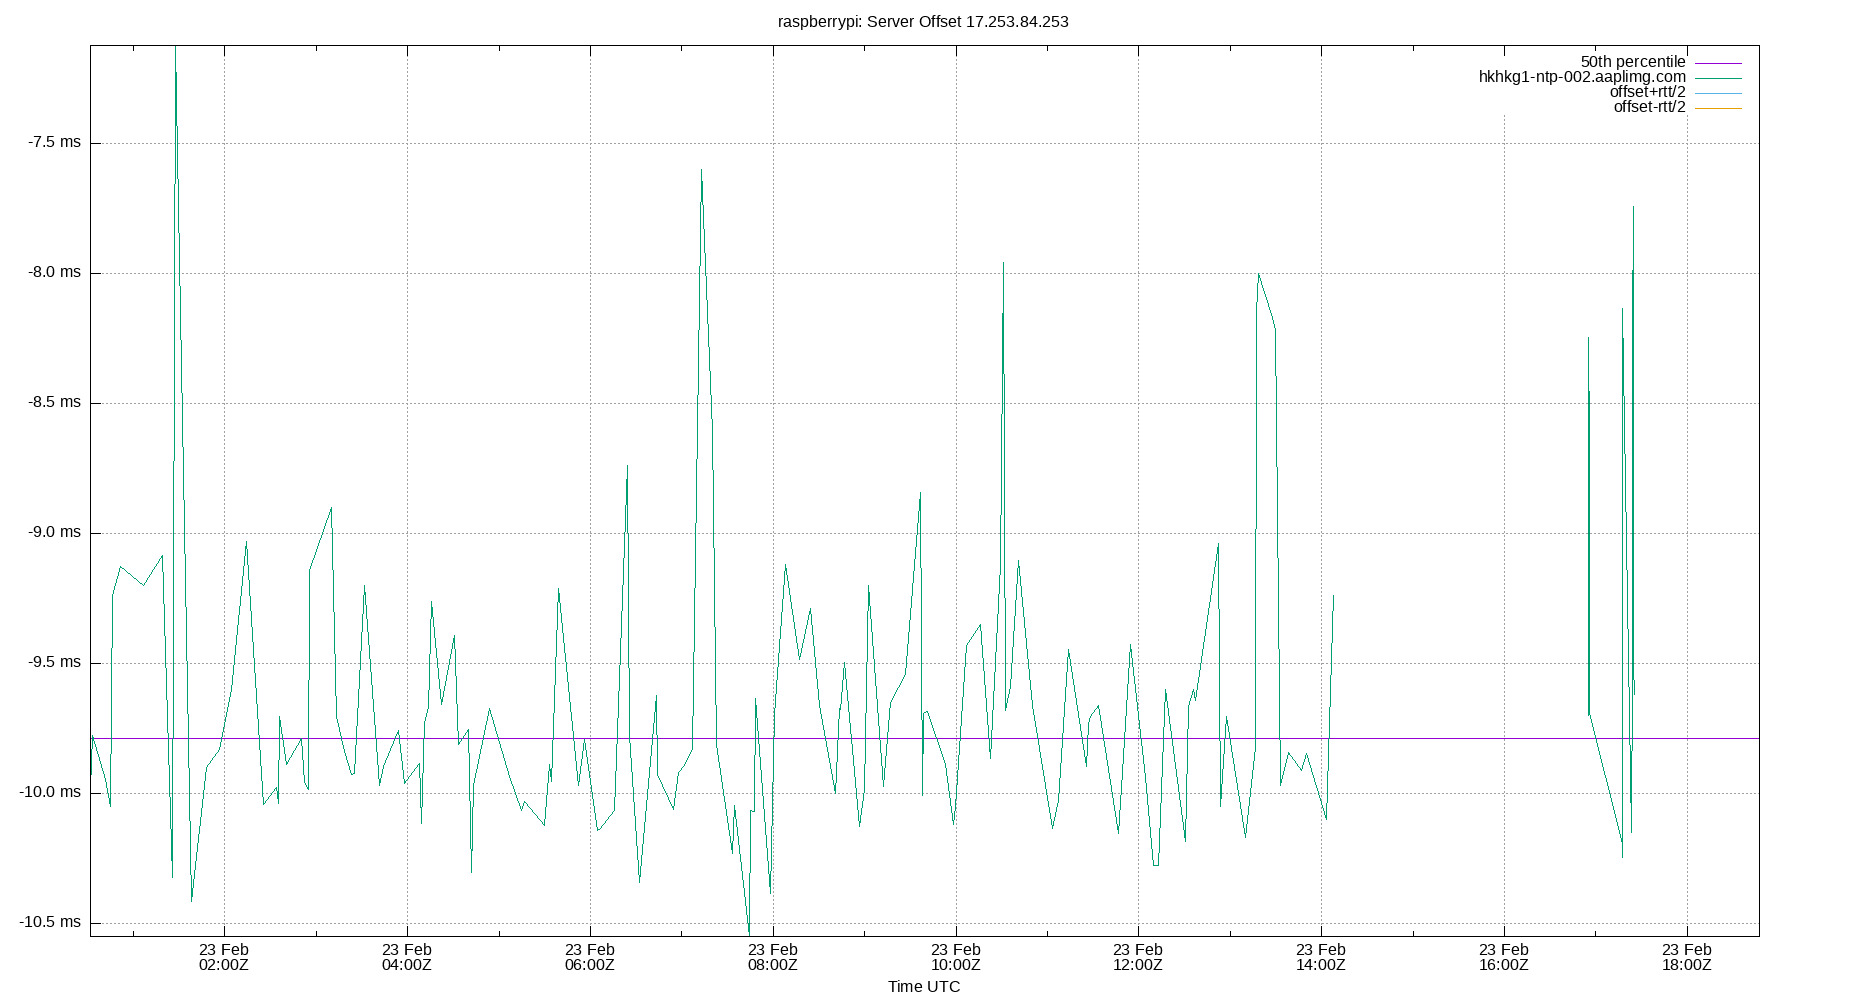 raspberrypi: Server Offset 17.253.84.253
50th percentile
hkhkg1-ntp-002.aaplimg.com
offset+rtt/2
offset-rtt/2
-7.5 ms
-8.0 ms
-8.5 ms
-9.0 ms
-9.5 ms
-10.0 ms
-10.5 ms
23 Feb 23 Feb 23 Feb 23 Feb 23 Feb 23 Feb 23 Feb 23 Feb 23 Feb
02:00Z 04:00Z 06:00Z 08:00Z 10:00Z 12:00Z 14:00Z 16:00Z 18:00Z
Time UTC